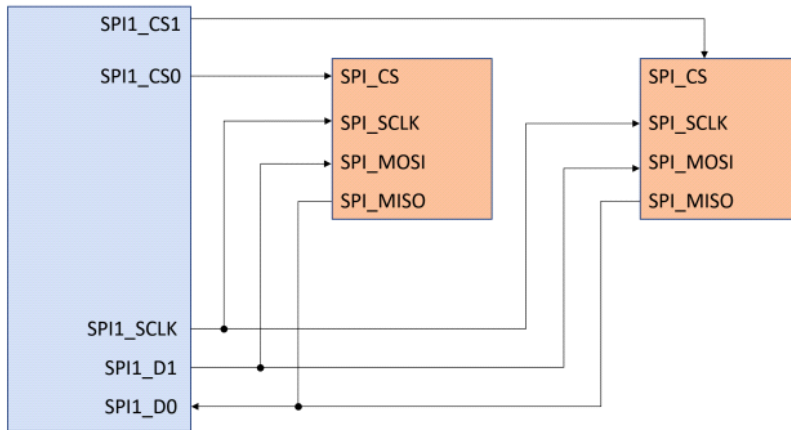 SPI1_CS1
SPI1_CS0
SPI1_SCLK
SPI1_D1
SPI1_D0
SPI_CS
SPI_SCLK
SPI_MOSI
SPI_MISO
SPI_CS
SPI_SCLK
SPI_MOSI
SPI_MISO